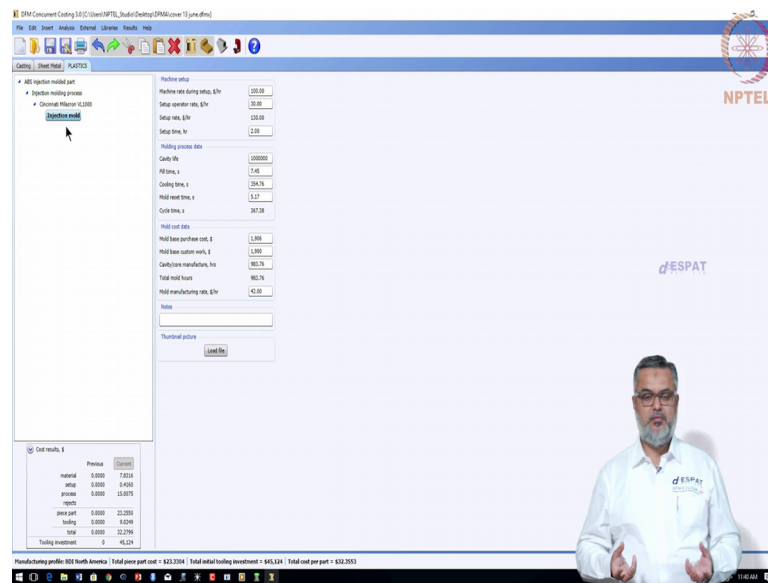 DFM Concurrent Costing 3.0 [C:\Users\NPTEL_Studio\Desktop\DFMA\cover 13 june.dfmx]
File Edit Insert Analysis External Libraries Results Help
Casting Sheet Metal PLASTICS
ABS injection molded part
Injection molding process
Cincinnati Milacron VL1000
Injection mold
Machine setup
Machine rate during setup, $/hr 100.00
Setup operator rate, $/hr 30.00
Setup rate, $/hr 130.00
Setup time, hr 2.00
Molding process data
Cavity life 1000000
Fill time, s 7.45
Cooling time, s 354.76
Mold reset time, s 5.17
Cycle time, s 367.38
Mold cost data
Mold base purchase cost, $ 1,906
Mold base custom work, $ 1,900
Cavity/core manufacture, hrs 983.76
Total mold hours 983.76
Mold manufacturing rate, $/hr 42.00
Notes
Thumbnail picture
Load file
NPTEL
d ESPAT
d ESPAT
Cost results, $
Previous Current
material 0.0000 7.8316
setup 0.0000 0.4160
process 0.0000 15.0075
rejects
piece part 0.0000 23.2550
tooling 0.0000 9.0249
total 0.0000 32.2799
Tooling investment 0 45,124
Manufacturing profile: BDI North America Total piece part cost = $23.3304 Total initial tooling investment = $45,124 Total cost per part = $32.3553
11:40 AM